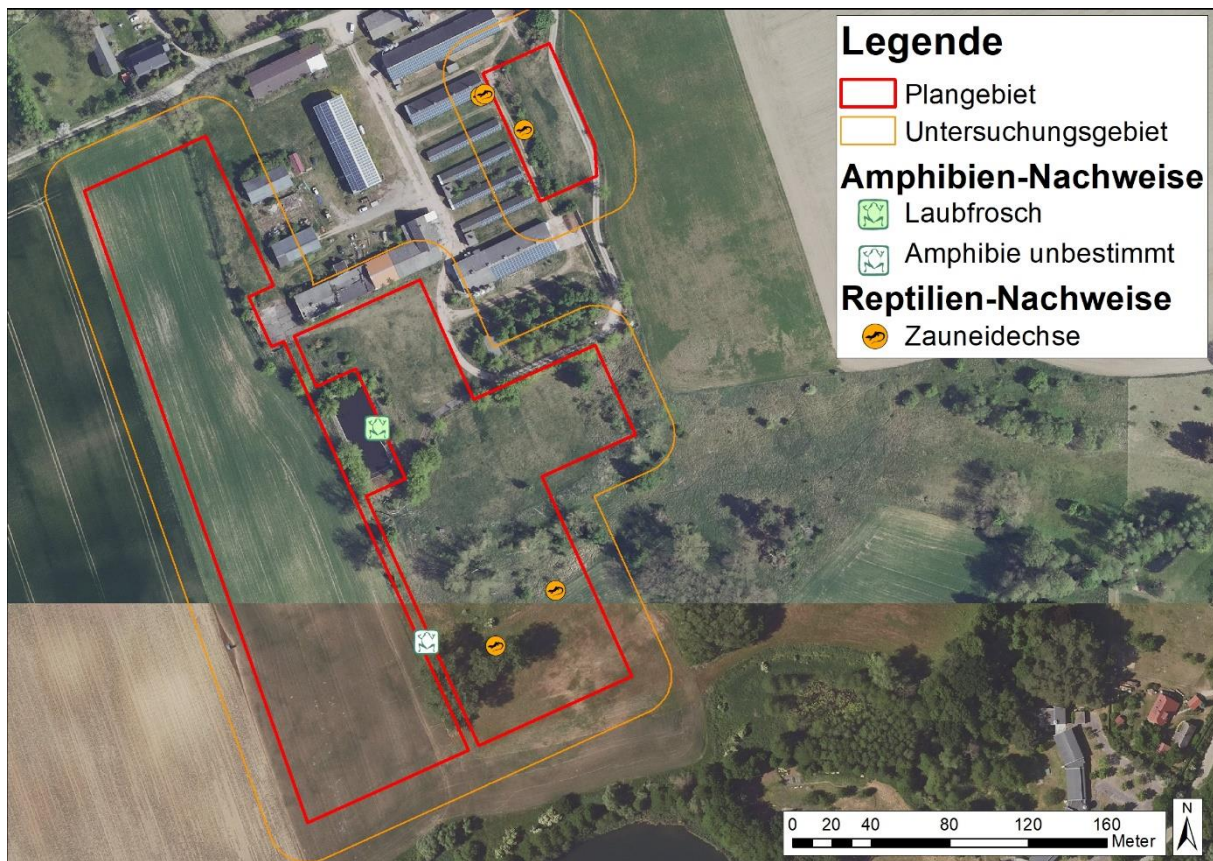 Legende
Plangebiet
Untersuchungsgebiet
Amphibien-Nachweise
Laubfrosch
Amphibie unbestimmt
Reptilien-Nachweise
Zauneidechse
N
0 20 40 80 120 160
Meter